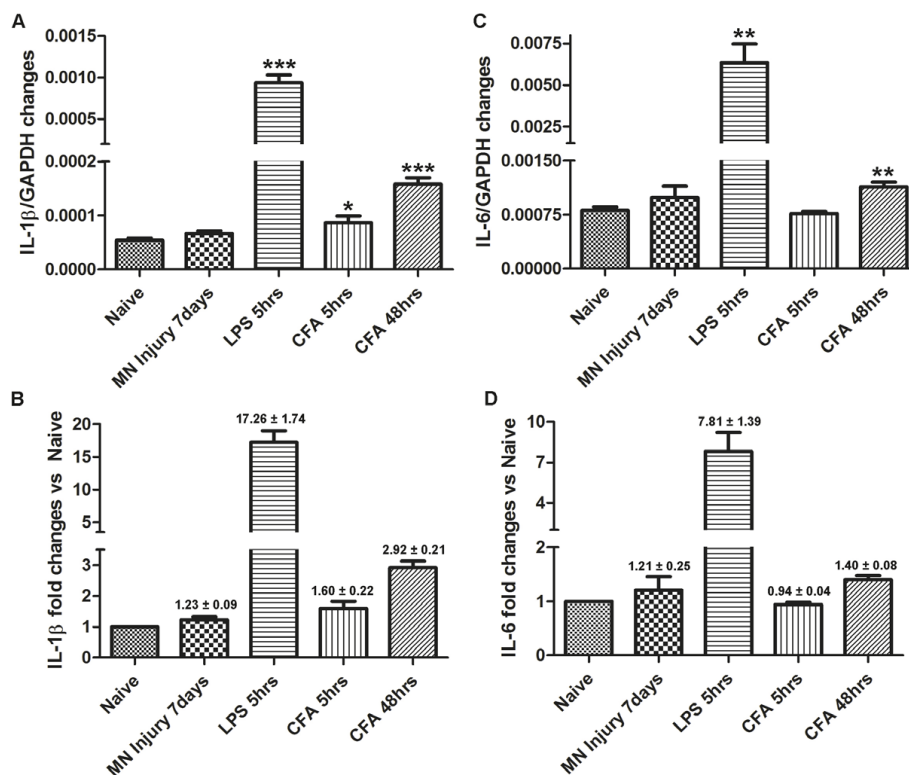 A
IL-1β/GAPDH changes
0.0015
0.0010
0.0005
0.0002
0.0001
0.0000
***
*
***
Naive
MN Injury 7days
LPS 5hrs
CFA 5hrs
CFA 48hrs
C
IL-6/GAPDH changes
0.0075
0.0050
0.0025
0.00150
0.00075
0.00000
**
**
Naive
MN Injury 7days
LPS 5hrs
CFA 5hrs
CFA 48hrs
B
IL-1β fold changes vs Naive
20
15
10
5
3
2
1
0
1.23 ± 0.09
17.26 ± 1.74
1.60 ± 0.22
2.92 ± 0.21
Naive
MN Injury 7days
LPS 5hrs
CFA 5hrs
CFA 48hrs
D
IL-6 fold changes vs Naive
10
7
4
2
1
0
1.21 ± 0.25
7.81 ± 1.39
0.94 ± 0.04
1.40 ± 0.08
Naive
MN Injury 7days
LPS 5hrs
CFA 5hrs
CFA 48hrs